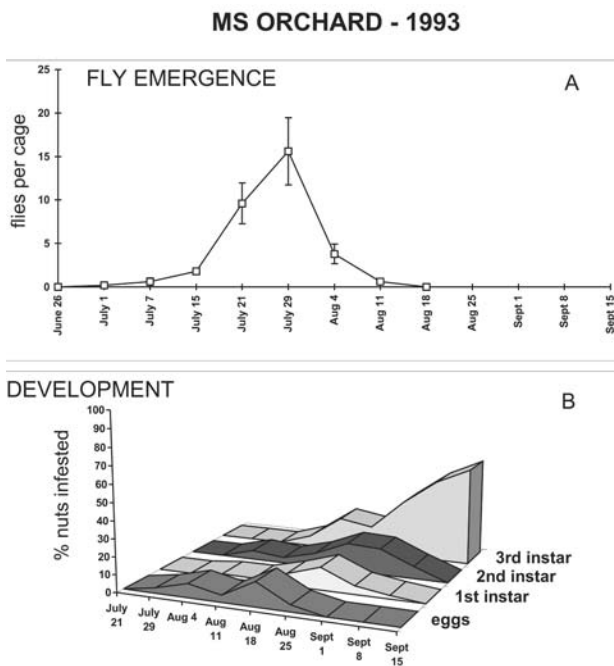 MS ORCHARD - 1993
FLY EMERGENCE
A
flies per cage
25
20
15
10
5
0
June 26
July 1
July 7
July 15
July 21
July 29
Aug 4
Aug 11
Aug 18
Aug 25
Sept 1
Sept 8
Sept 15
DEVELOPMENT
B
% nuts infested
100
90
80
70
60
50
40
30
20
10
0
July 21
July 29
Aug 4
Aug 11
Aug 18
Aug 25
Sept 1
Sept 8
Sept 15
3rd instar
2nd instar
1st instar
eggs